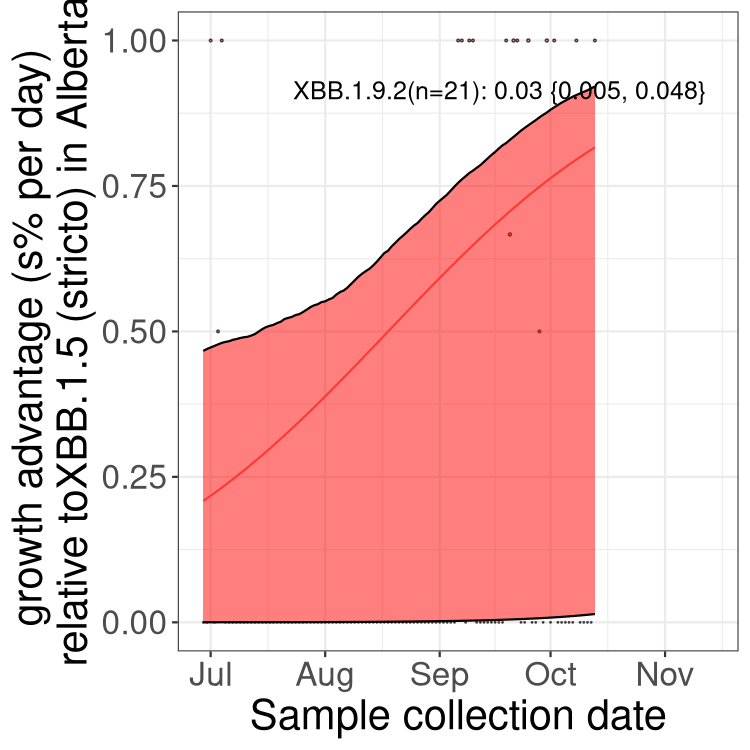 growth advantage (s% per day)
relative toXBB.1.5 (stricto) in Alberta
1.00
0.75
0.50
0.25
0.00
XBB.1.9.2(n=21): 0.03 {0.005, 0.048}
Jul Aug Sep Oct Nov
Sample collection date